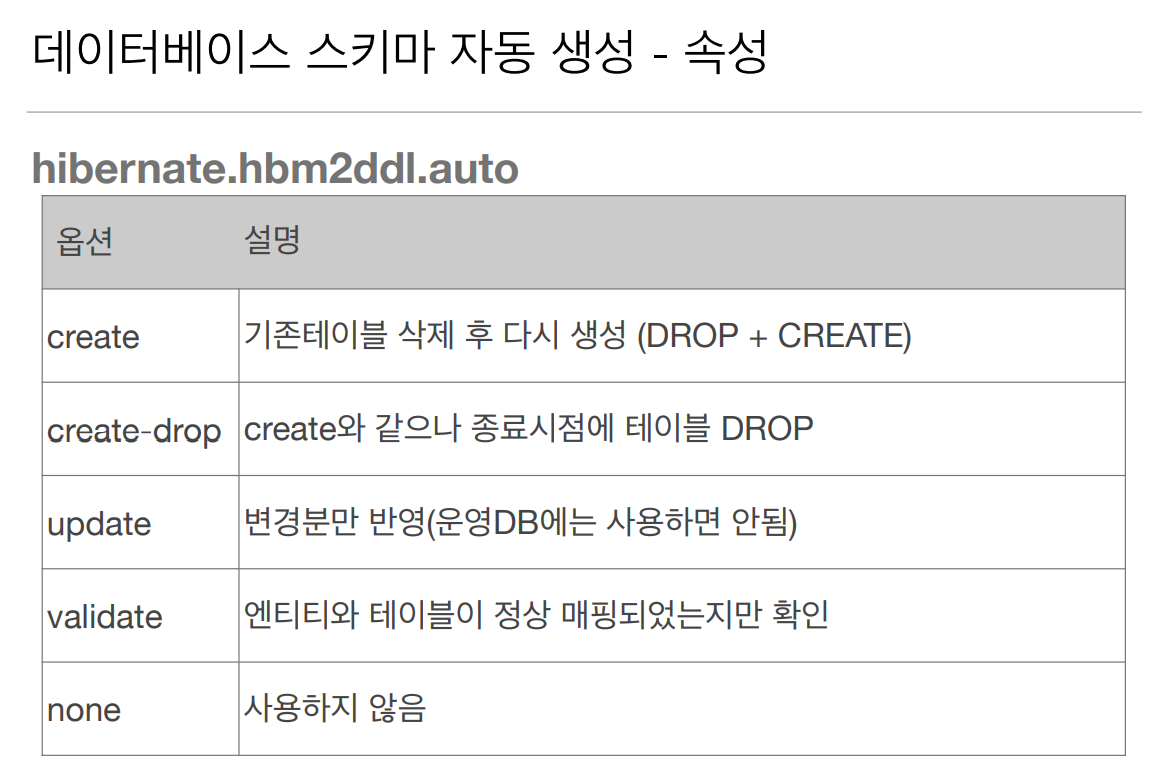 데이터베이스 스키마 자동 생성 - 속성
hibernate.hbm2ddl.auto
옵션 설명
create 기존테이블 삭제 후 다시 생성 (DROP + CREATE)
create-drop create와 같으나 종료시점에 테이블 DROP
update 변경분만 반영(운영DB에는 사용하면 안됨)
validate 엔티티와 테이블이 정상 매핑되었는지만 확인
none 사용하지 않음